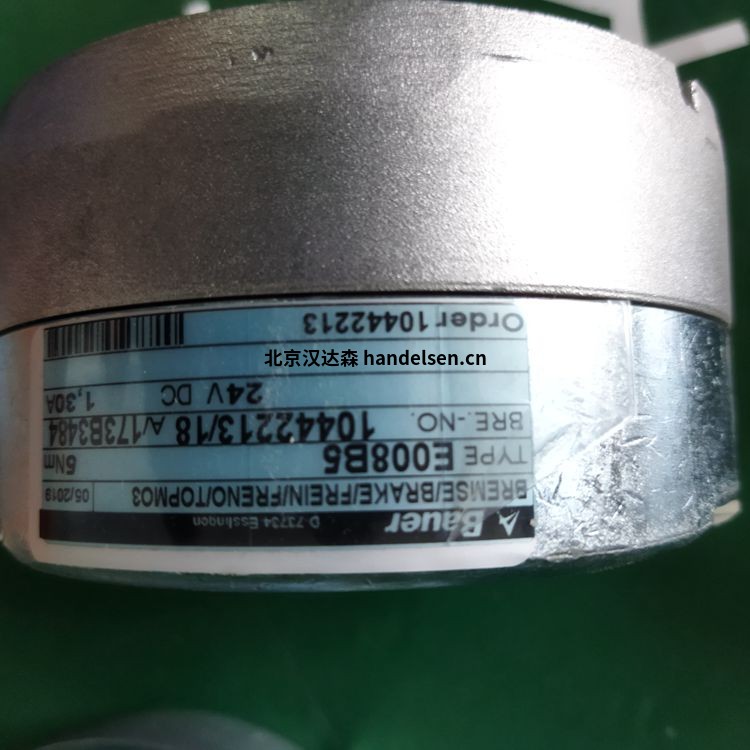 Bauer D 73734 Esslingen
BREMSE/BRAKE/FREIN/FRENO/TOPMO3 05/2019
TYPE E008B5 5Nm
BRE.-NO. 10442213/18 A/173B3484
24V DC 1,30A
Order 10442213
北京汉达森 handelsen.cn